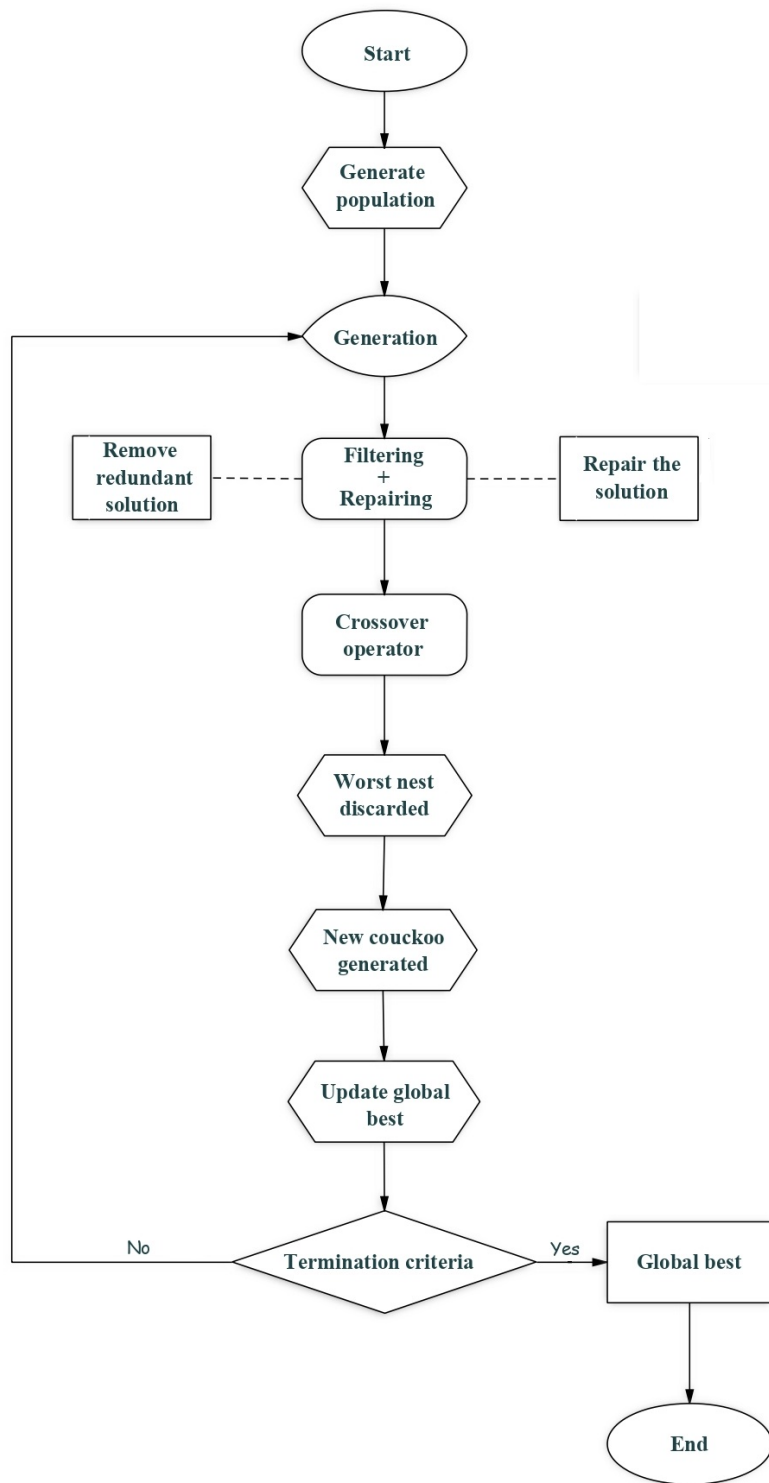 Start
Generate
population
Generation
Remove
redundant
solution
Filtering
+
Repairing
Repair the
solution
Crossover
operator
Worst nest
discarded
New couckoo
generated
Update global
best
No
Termination criteria
Yes
Global best
End